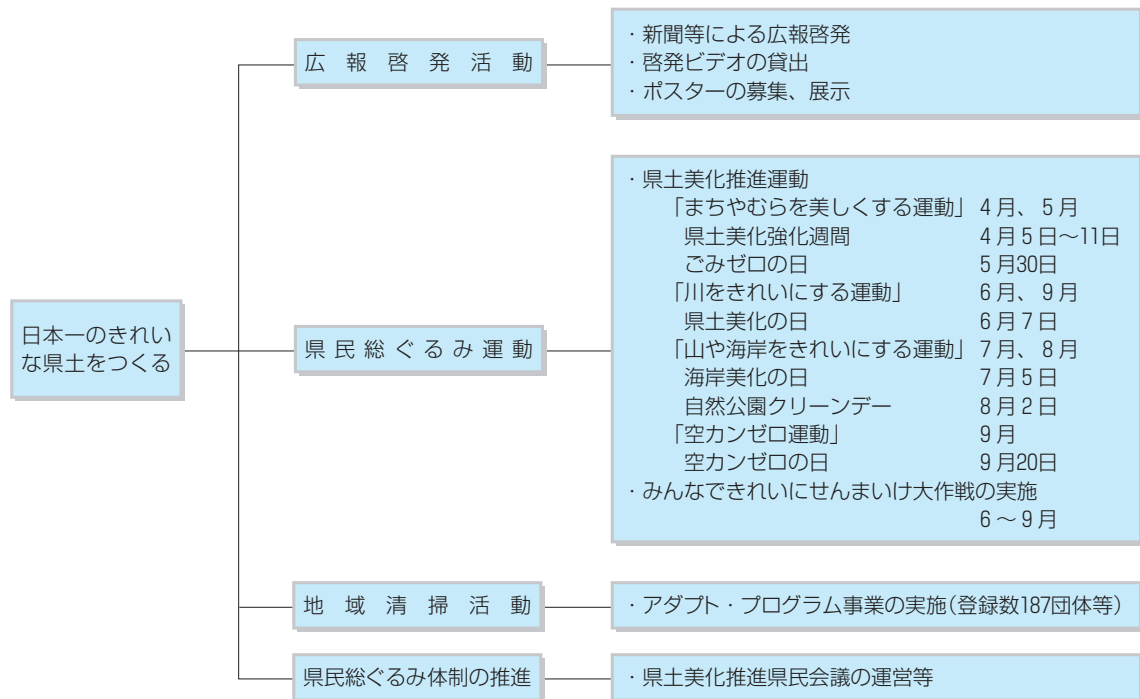 日本一のきれい
な県土をつくる
広報啓発活動
・新聞等による広報啓発
・啓発ビデオの貸出
・ポスターの募集、展示
県民総ぐるみ運動
・県土美化推進運動
「まちやむらを美しくする運動」 4月、5月
県土美化強化週間 4月5日～11日
ごみゼロの日 5月30日
「川をきれいにする運動」 6月、9月
県土美化の日 6月7日
「山や海岸をきれいにする運動」 7月、8月
海岸美化の日 7月5日
自然公園クリーンデー 8月2日
「空カンゼロ運動」 9月
空カンゼロの日 9月20日
・みんなできれいにせんまいけ大作戦の実施
6～9月
地域清掃活動
・アダプト・プログラム事業の実施(登録数187団体等)
県民総ぐるみ体制の推進
・県土美化推進県民会議の運営等